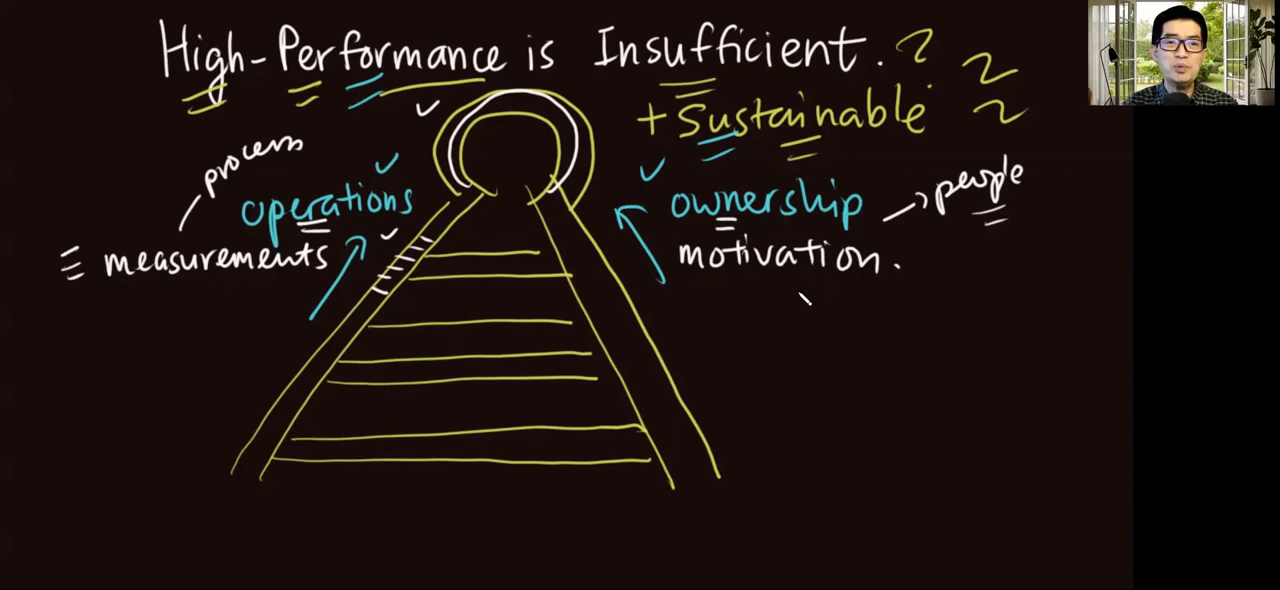 High-Performance is Insufficient. ?
+ Sustainable ?
process
operations
measurements
ownership
people
motivation.